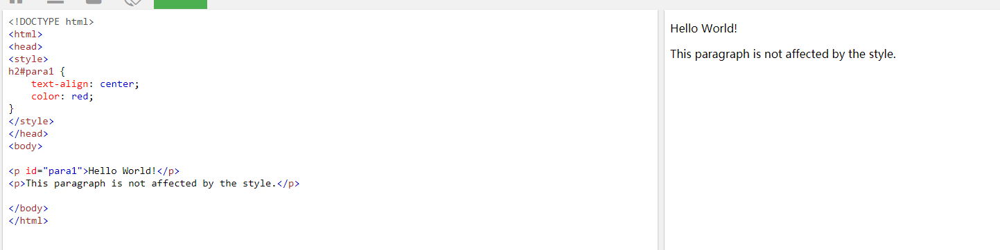 <!DOCTYPE html>
<html>
<head>
<style>
h2#para1 {
    text-align: center;
    color: red;
}
</style>
</head>
<body>

<p id="para1">Hello World!</p>
<p>This paragraph is not affected by the style.</p>

</body>
</html>
Hello World!
This paragraph is not affected by the style.